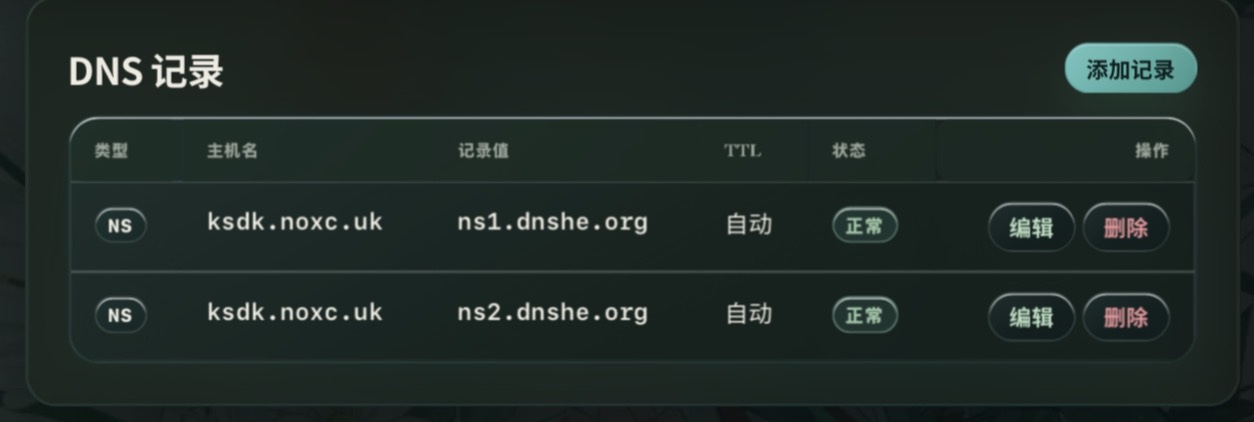 DNS 记录
添加记录
类型 主机名 记录值 TTL 状态 操作
NS ksdk.noxc.uk ns1.dnshe.org 自动 正常 编辑 删除
NS ksdk.noxc.uk ns2.dnshe.org 自动 正常 编辑 删除